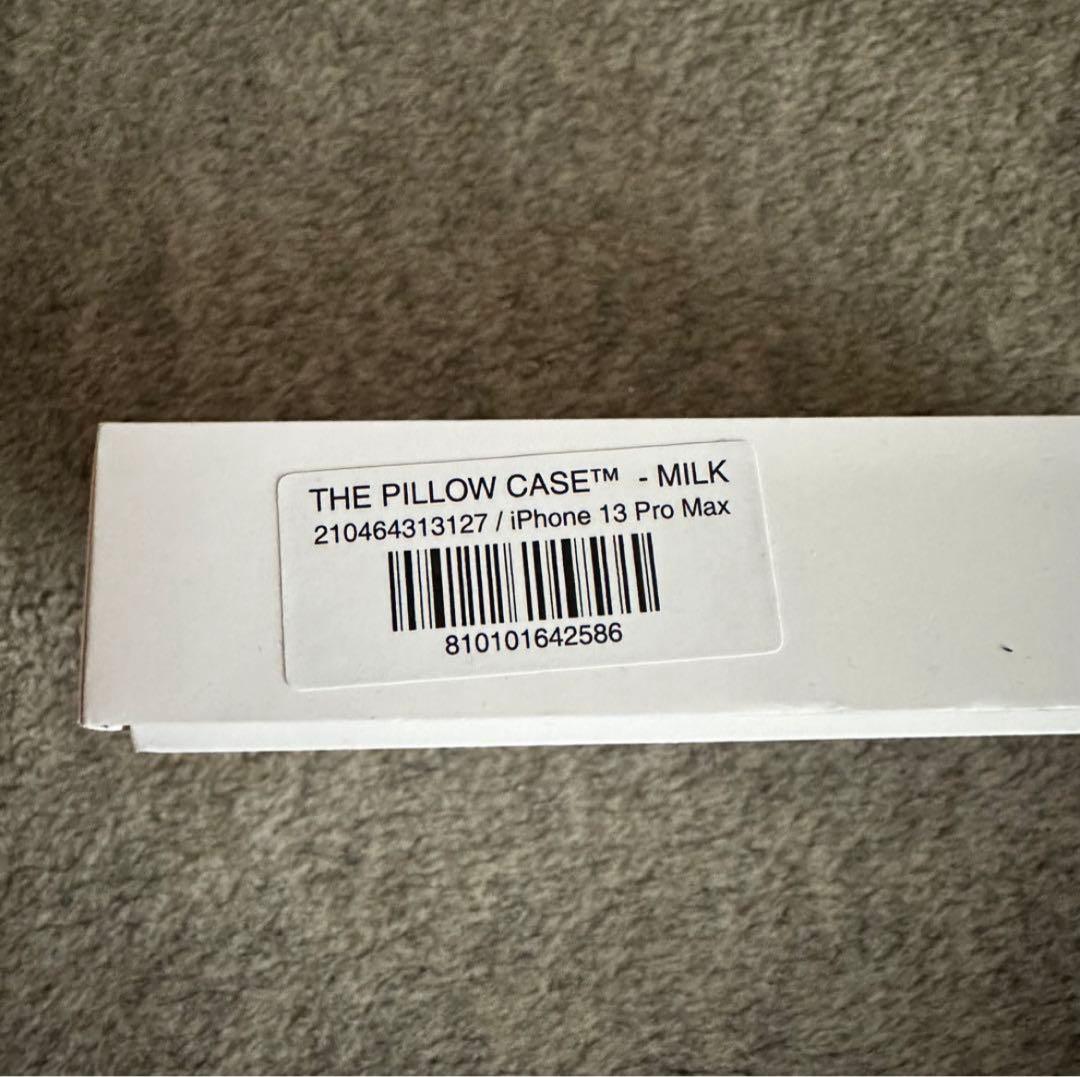 THE PILLOW CASE™ - MILK
210464313127 / iPhone 13 Pro Max
810101642586